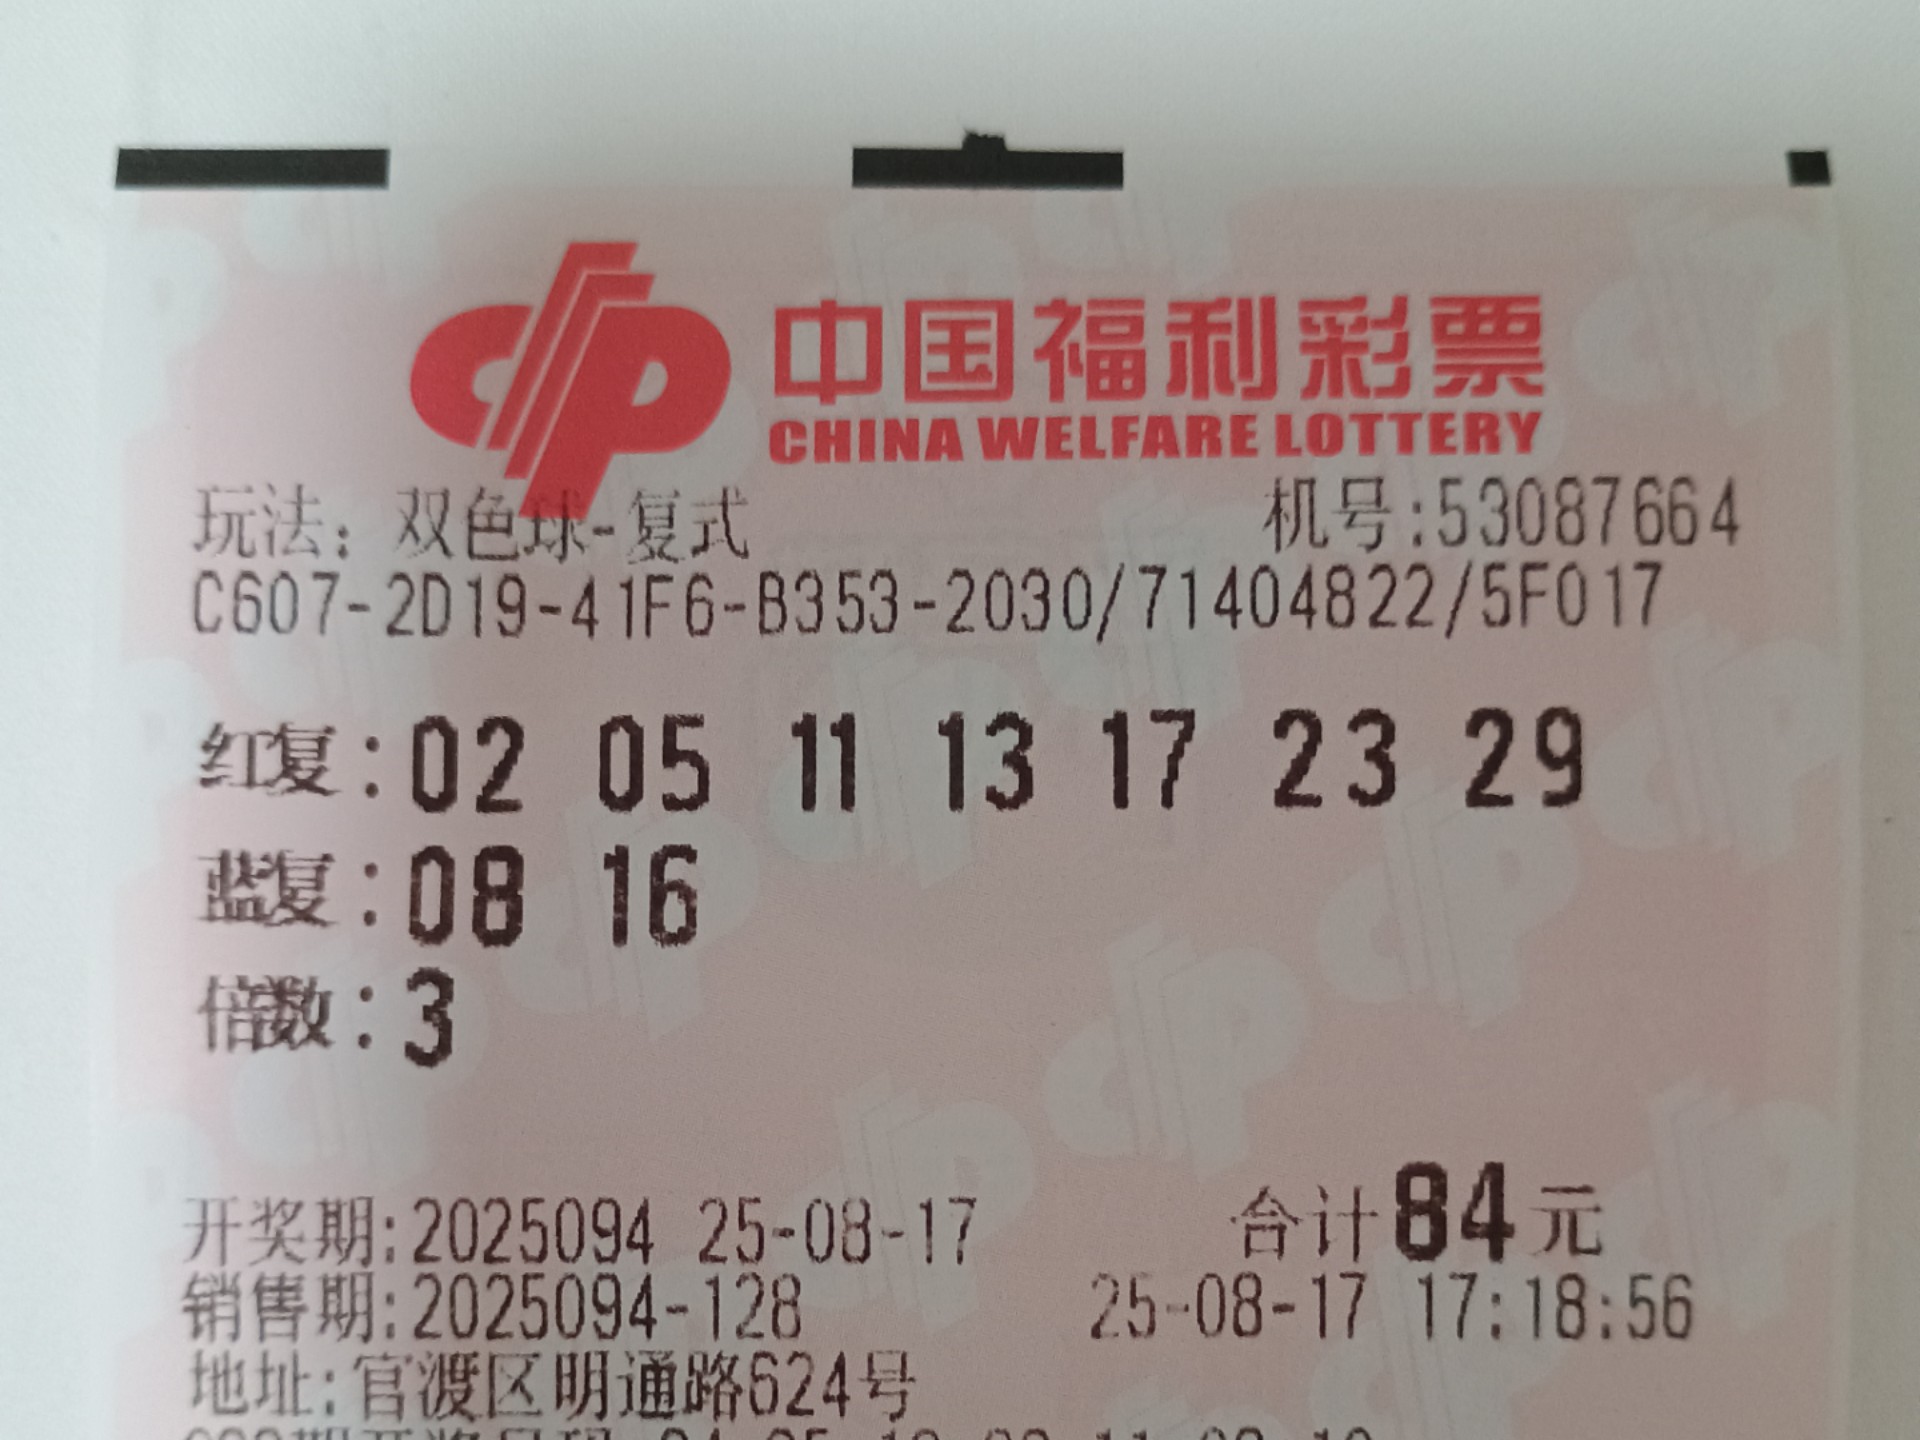 中国福利彩票
CHINA WELFARE LOTTERY
玩法：双色球-复式 机号:53087664
C607-2D19-41F6-B353-2030/71404822/5F017
红复:02 05 11 13 17 23 29
蓝复:08 16
倍数:3
开奖期:2025094 25-08-17 合计84元
销售期:2025094-128 25-08-17 17:18:56
地址:官渡区明通路624号